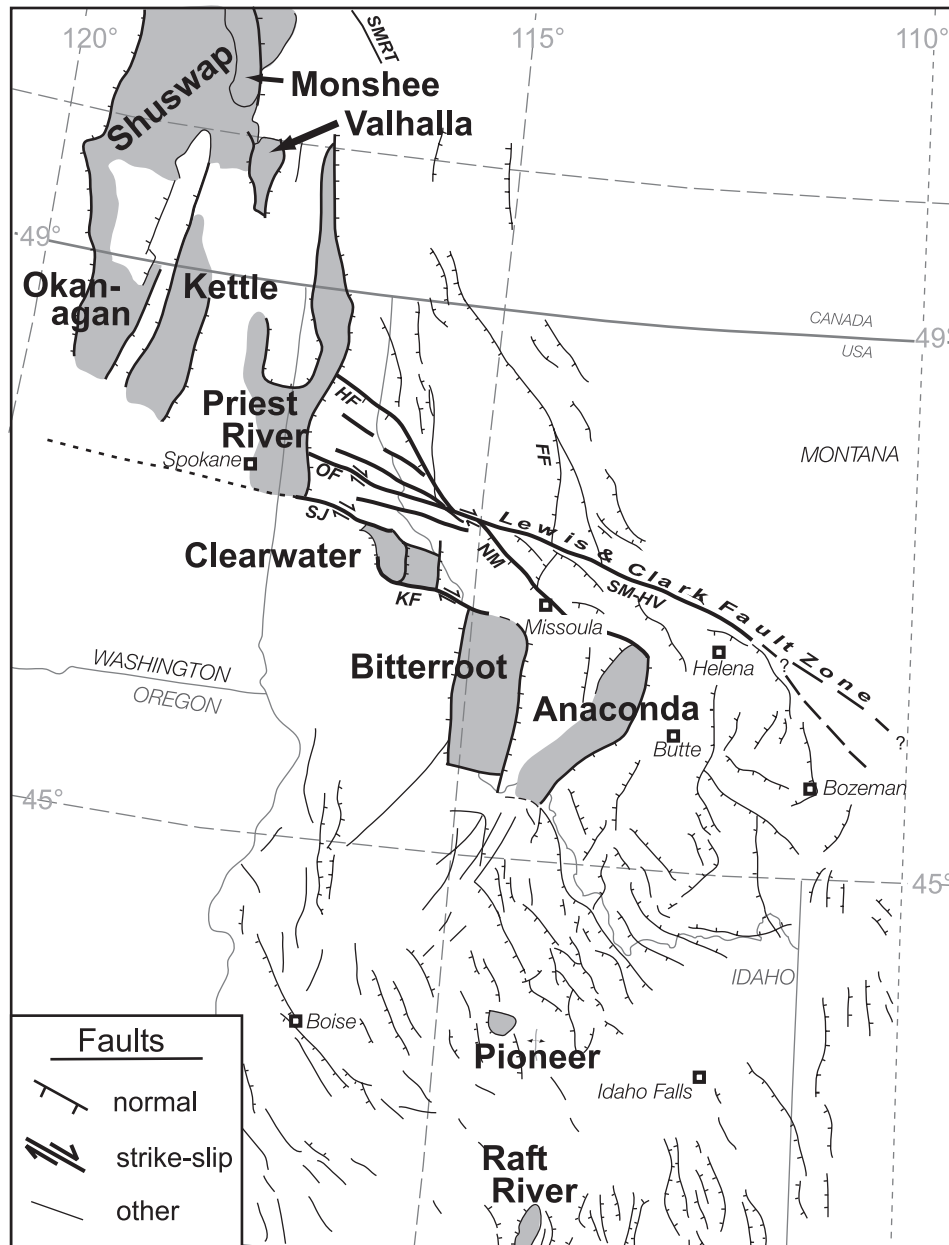 120°
115°
110°
SMRT
Monshee
Shuswap
Valhalla
49°
Okan-
agan
Kettle
CANADA
USA
49°
Priest
River
HF
Spokane
OF
FF
MONTANA
SJ
Lewis & Clark Fault Zone
Clearwater
NM
KF
SM-HV
Missoula
WASHINGTON
OREGON
Bitterroot
Helena
?
Anaconda
Butte
?
45°
Bozeman
45°
IDAHO
Boise
Pioneer
Idaho Falls
Raft
River
Faults
normal
strike-slip
other